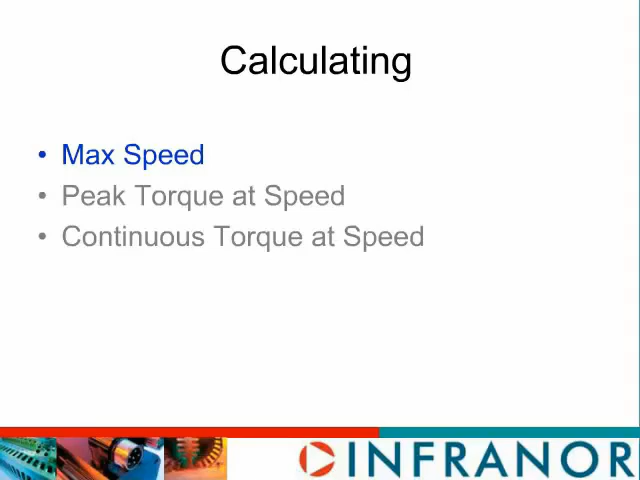 Calculating
• Max Speed
• Peak Torque at Speed
• Continuous Torque at Speed
INFRANOR